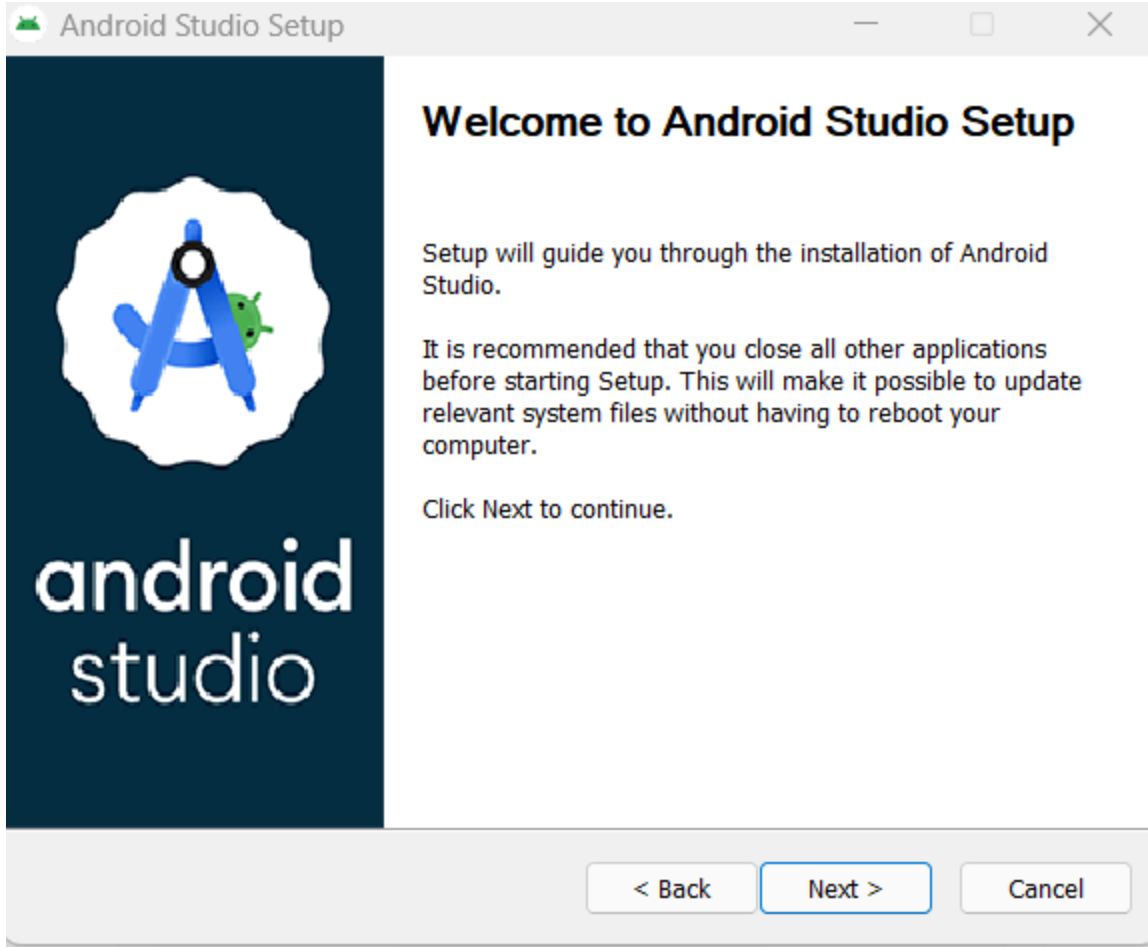 Android Studio Setup
Welcome to Android Studio Setup
Setup will guide you through the installation of Android
Studio.
It is recommended that you close all other applications
before starting Setup. This will make it possible to update
relevant system files without having to reboot your
computer.
Click Next to continue.
android
studio
< Back
Next >
Cancel